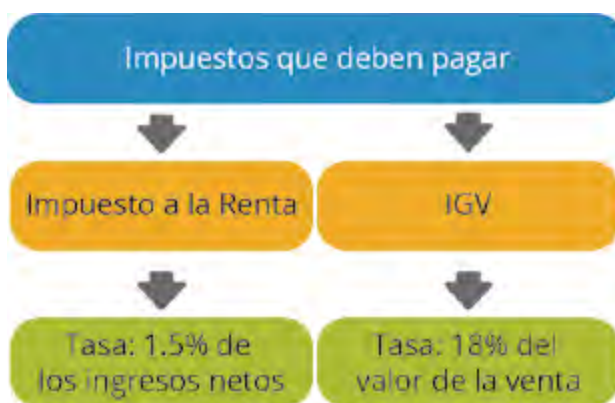 Impuestos que deben pagar
Impuesto a la Renta
IGV
Tasa: 1.5% de
los ingresos netos
Tasa: 18% del
valor de la venta